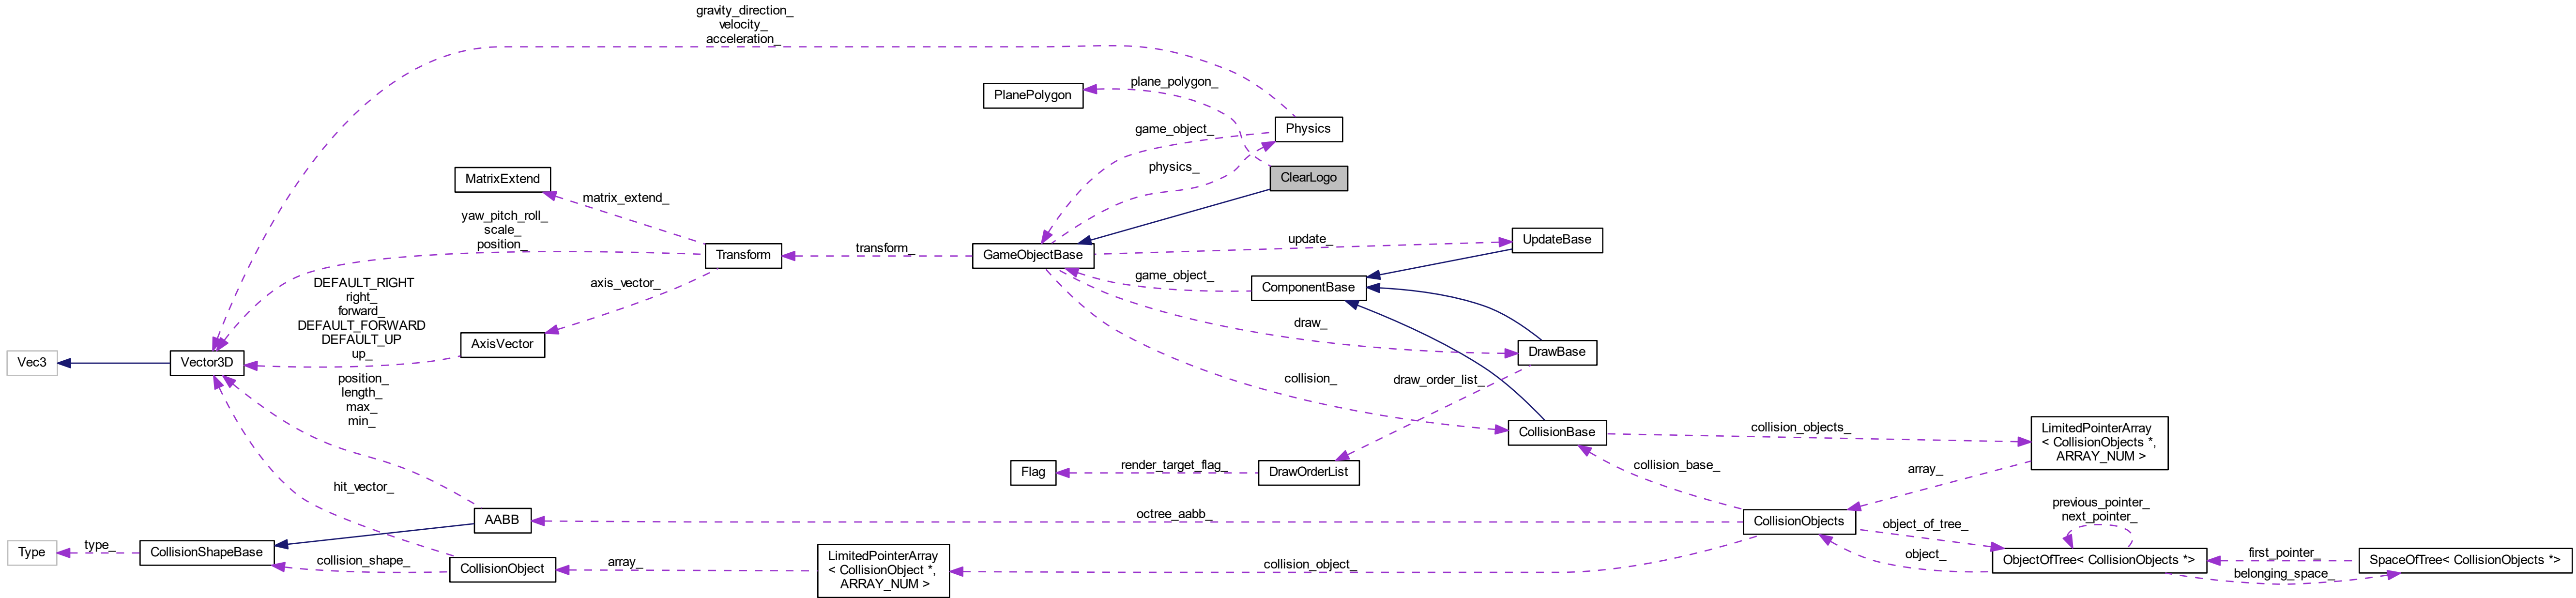 gravity_direction_
velocity_
acceleration_
plane_polygon_
PlanePolygon
Physics
game_object_
physics_
ClearLogo
MatrixExtend
matrix_extend_
yaw_pitch_roll_
scale_
position_
Transform
transform_
GameObjectBase
update_
UpdateBase
game_object_
ComponentBase
axis_vector_
DEFAULT_RIGHT
right_
forward_
DEFAULT_FORWARD
DEFAULT_UP
up_
AxisVector
draw_
DrawBase
Vec3
Vector3D
position_
length_
max_
min_
collision_
draw_order_list_
CollisionBase
collision_objects_
LimitedPointerArray
< CollisionObjects *,
ARRAY_NUM >
Flag
render_target_flag_
DrawOrderList
collision_base_
array_
hit_vector_
AABB
octree_aabb_
CollisionObjects
object_of_tree_
previous_pointer_
next_pointer_
Type
type_
CollisionShapeBase
collision_shape_
CollisionObject
array_
LimitedPointerArray
< CollisionObject *,
ARRAY_NUM >
collision_object_
object_
ObjectOfTree< CollisionObjects *>
first_pointer_
belonging_space_
SpaceOfTree< CollisionObjects *>